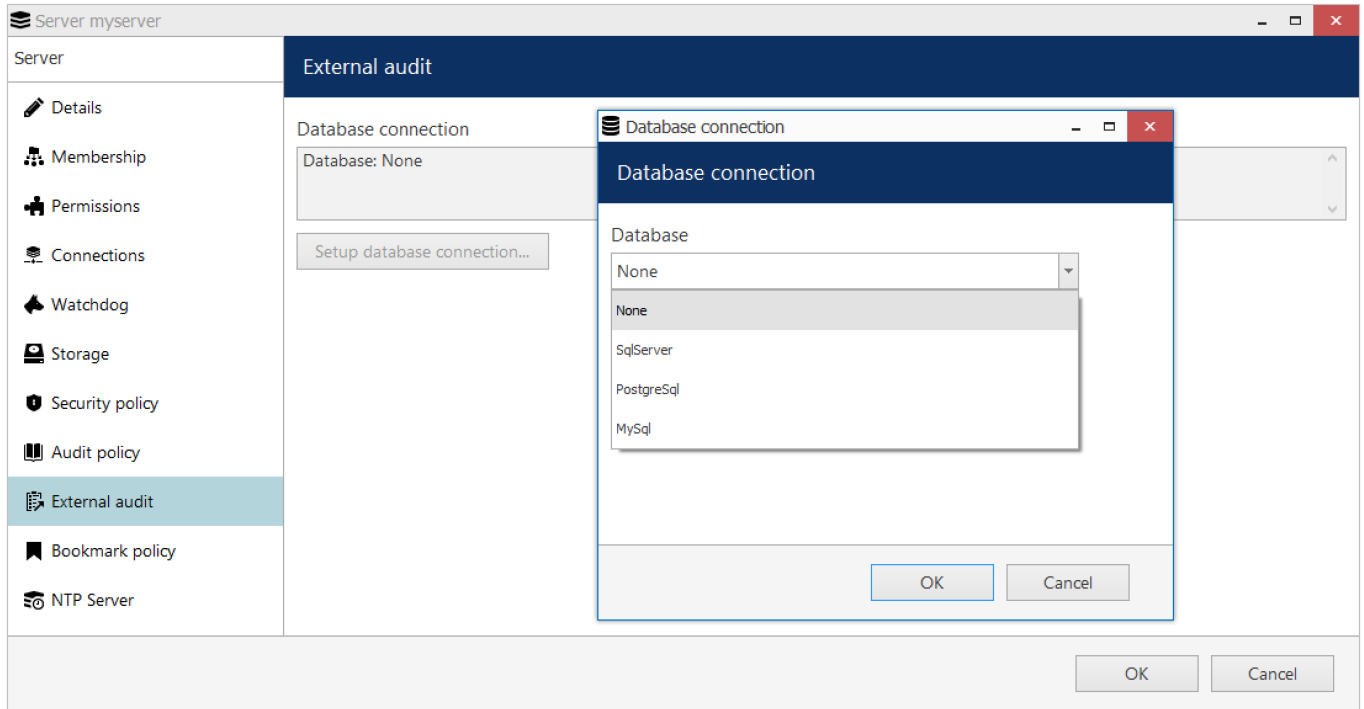 Server myserver
Server
Details
Membership
Permissions
Connections
Watchdog
Storage
Security policy
Audit policy
External audit
Bookmark policy
NTP Server
External audit
Database connection
Database: None
Setup database connection...
Database connection
Database connection
Database
None
None
SqlServer
PostgreSql
MySql
OK
Cancel
OK
Cancel